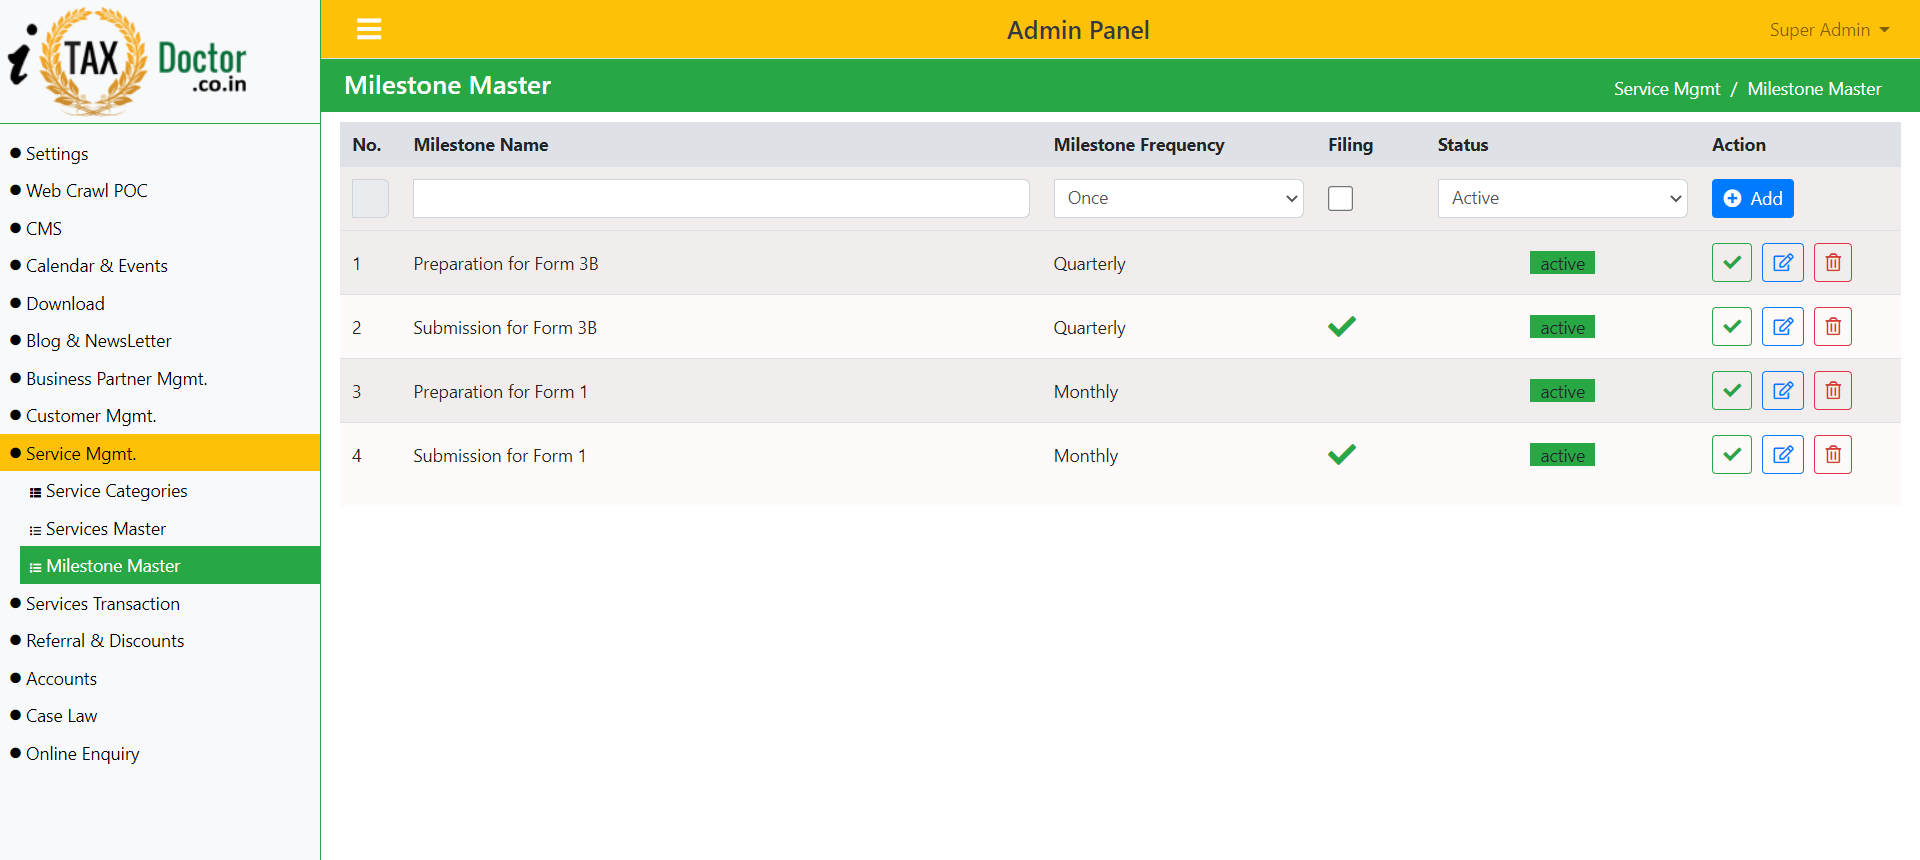 i TAX Doctor
.co.in
Admin Panel
Super Admin
Milestone Master
Service Mgmt / Milestone Master
Settings
Web Crawl POC
CMS
Calendar & Events
Download
Blog & NewsLetter
Business Partner Mgmt.
Customer Mgmt.
Service Mgmt.
Service Categories
Services Master
Milestone Master
Services Transaction
Referral & Discounts
Accounts
Case Law
Online Enquiry
No. Milestone Name Milestone Frequency Filing Status Action
Once Active Add
1 Preparation for Form 3B Quarterly active
2 Submission for Form 3B Quarterly active
3 Preparation for Form 1 Monthly active
4 Submission for Form 1 Monthly active